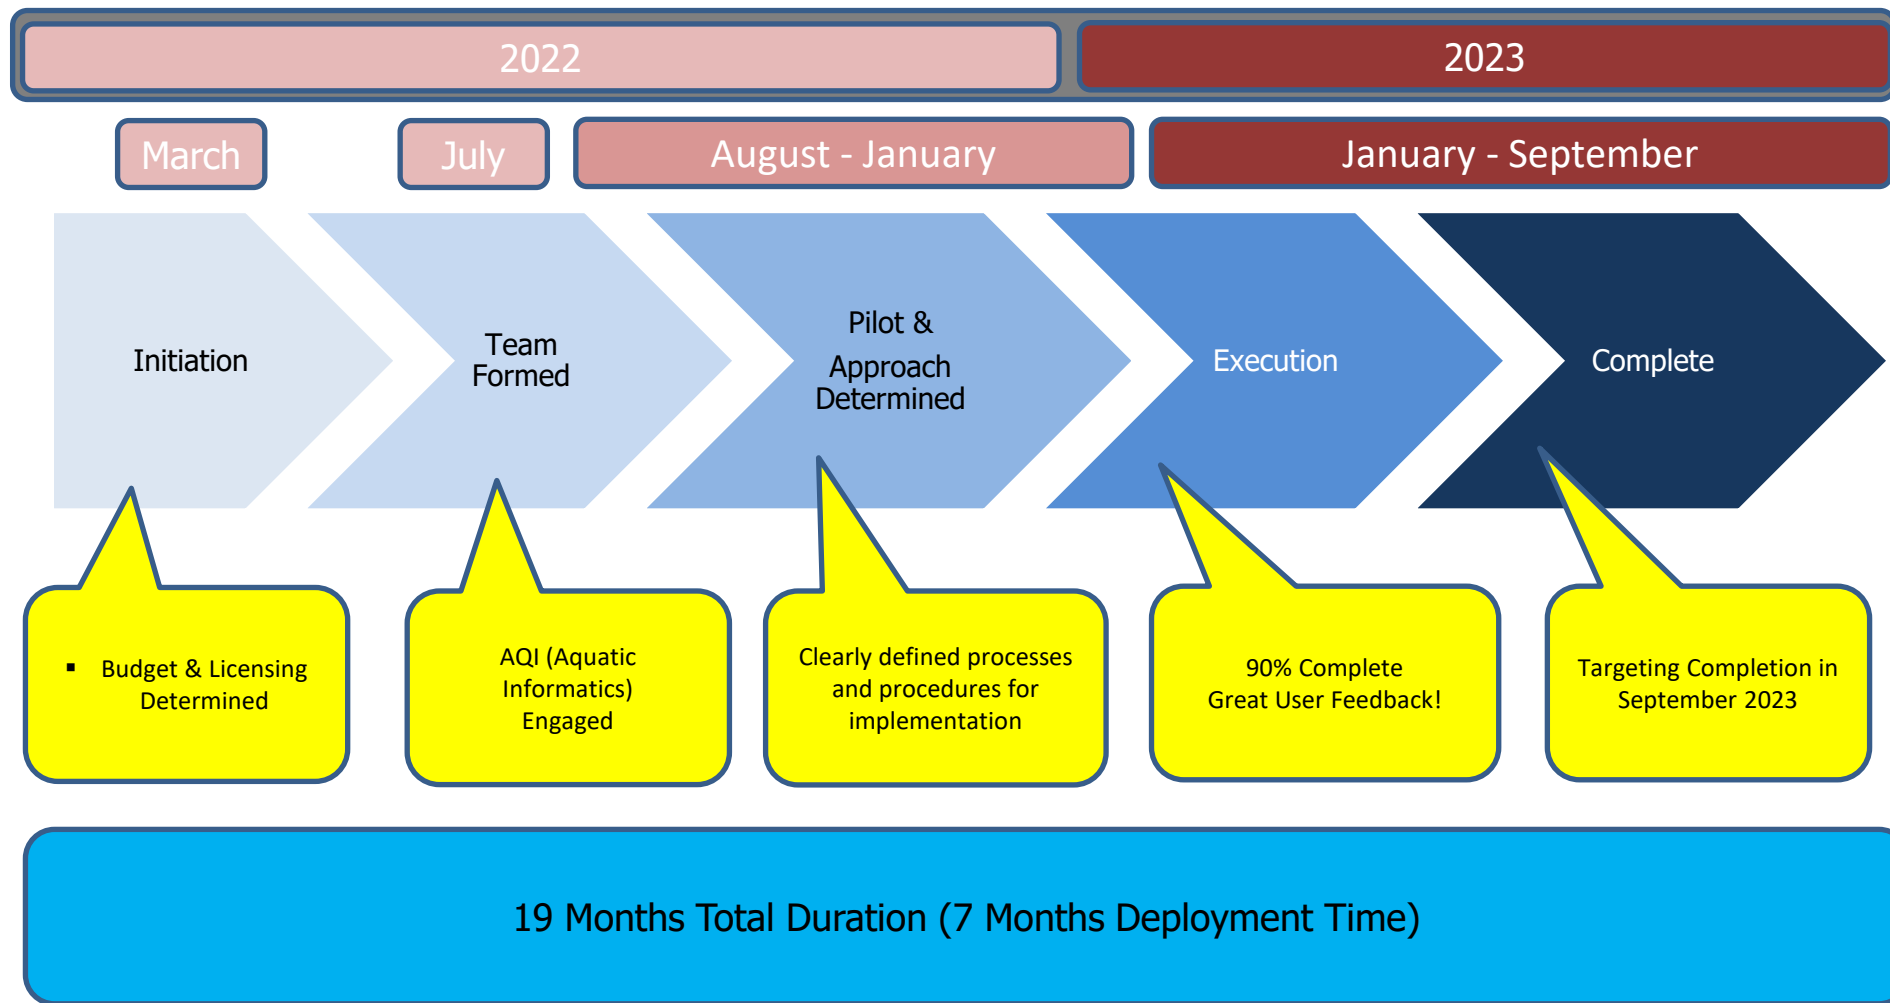 2022
2023
March
July
August - January
January - September
Initiation
Team
Formed
Pilot &
Approach
Determined
Execution
Complete
▪ Budget & Licensing
Determined
AQI (Aquatic
Informatics)
Engaged
Clearly defined processes
and procedures for
implementation
90% Complete
Great User Feedback!
Targeting Completion in
September 2023
19 Months Total Duration (7 Months Deployment Time)